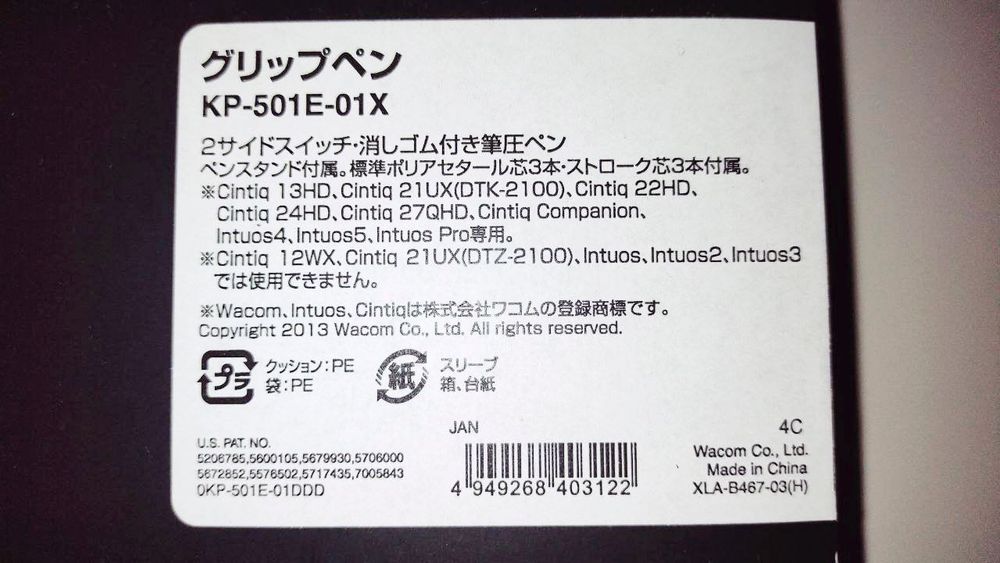 グリップペン
KP-501E-01X
2サイドスイッチ・消しゴム付き筆圧ペン
ペンスタンド付属。標準ポリアセタール芯3本・ストローク芯3本付属。
※Cintiq 13HD、Cintiq 21UX(DTK-2100)、Cintiq 22HD、
Cintiq 24HD、Cintiq 27QHD、Cintiq Companion、
Intuos4、Intuos5、Intuos Pro専用。
※Cintiq 12WX、Cintiq 21UX(DTZ-2100)、Intuos、Intuos2、Intuos3
では使用できません。
※Wacom、Intuos、Cintiqは株式会社ワコムの登録商標です。
Copyright 2013 Wacom Co., Ltd. All rights reserved.
プラ クッション:PE
袋:PE
紙 スリーブ
箱、台紙
U.S. PAT. NO.
5206785,5600105,5679930,5706000
5672852,5576502,5717435,7005843
0KP-501E-01DDD
JAN
4 949268 403122
4C
Wacom Co., Ltd.
Made in China
XLA-B467-03(H)